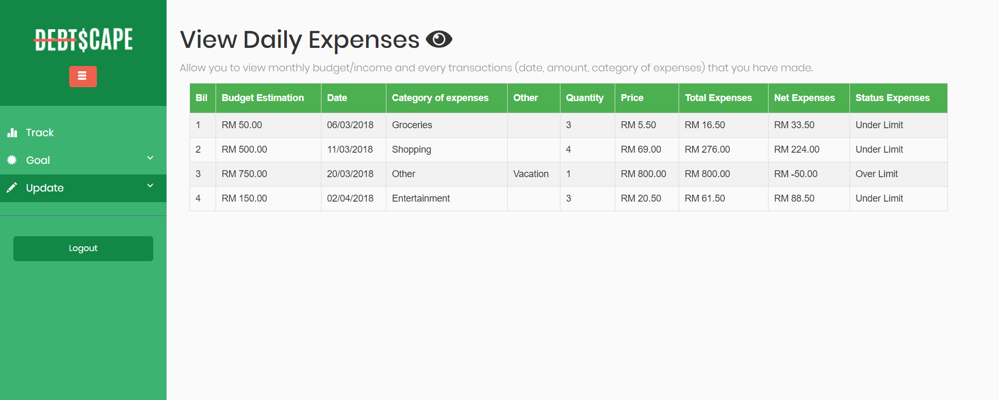 DEBT$CAPE
Track
Goal
Update
Logout
View Daily Expenses
Allow you to view monthly budget/income and every transactions (date, amount, category of expenses) that you have made.
Bil Budget Estimation Date Category of expenses Other Quantity Price Total Expenses Net Expenses Status Expenses
1 RM 50.00 06/03/2018 Groceries 3 RM 5.50 RM 16.50 RM 33.50 Under Limit
2 RM 500.00 11/03/2018 Shopping 4 RM 69.00 RM 276.00 RM 224.00 Under Limit
3 RM 750.00 20/03/2018 Other Vacation 1 RM 800.00 RM 800.00 RM -50.00 Over Limit
4 RM 150.00 02/04/2018 Entertainment 3 RM 20.50 RM 61.50 RM 88.50 Under Limit